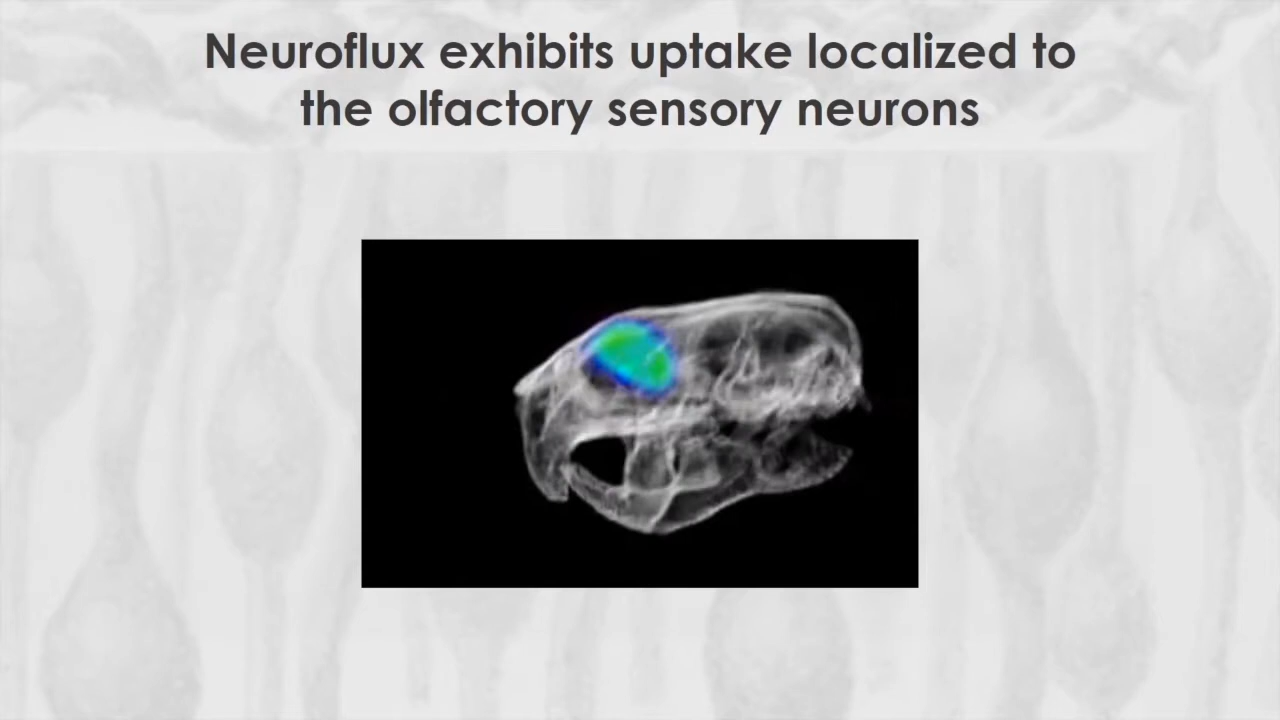 Neuroflux exhibits uptake localized to
the olfactory sensory neurons